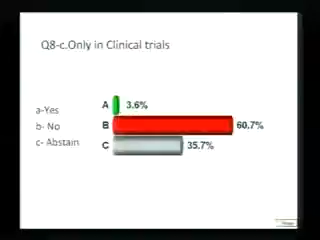 Q8-c.Only in Clinical trials
A 3.6%
a-Yes
b- No
B 60.7%
c- Abstain
C 35.7%